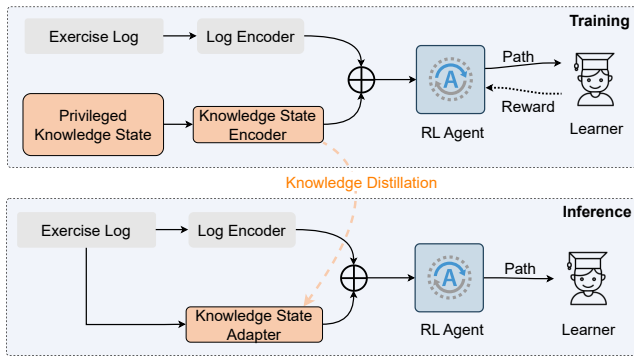 Training
Exercise Log
Log Encoder
Privileged
Knowledge State
Knowledge State
Encoder
A
RL Agent
Path
Reward
Learner
Knowledge Distillation
Inference
Exercise Log
Log Encoder
Knowledge State
Adapter
A
RL Agent
Path
Learner